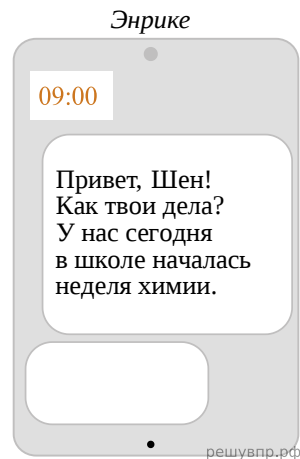 Энрике
09:00
Привет, Шен!
Как твои дела?
У нас сегодня
в школе началась
неделя химии.
решувпр.рф